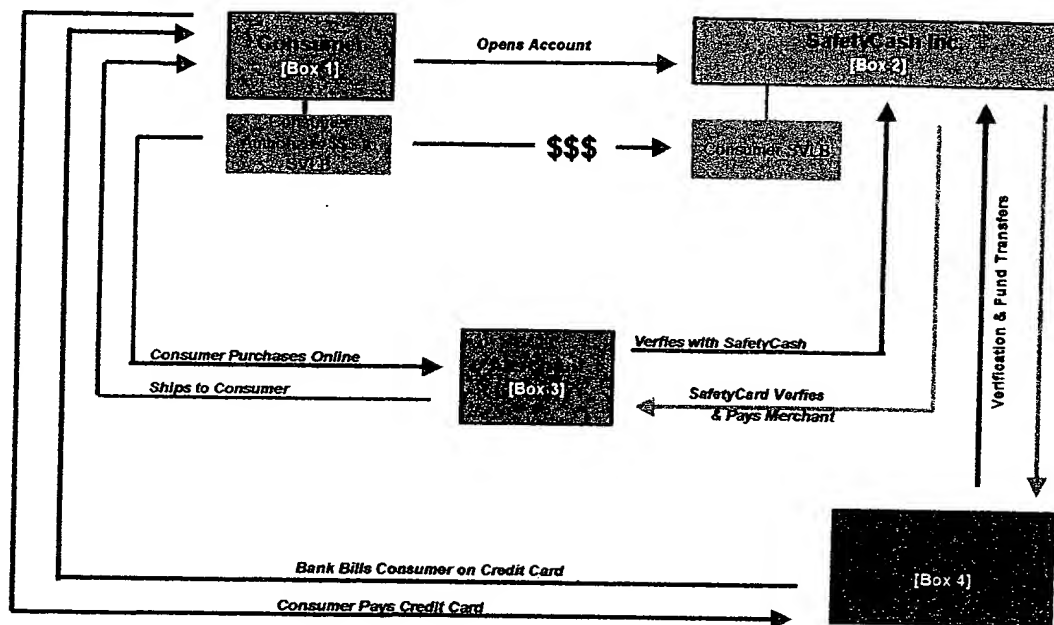 Consumer
[Box 1]
Opens Account
SafetyCash Inc.
[Box 2]
SVLB
$$$
Consumer SVLB
Verification & Fund Transfers
Consumer Purchases Online
Ships to Consumer
[Box 3]
Verfies with SafetyCash
SafetyCard Verfies
& Pays Merchant
Bank Bills Consumer on Credit Card
Consumer Pays Credit Card
[Box 4]